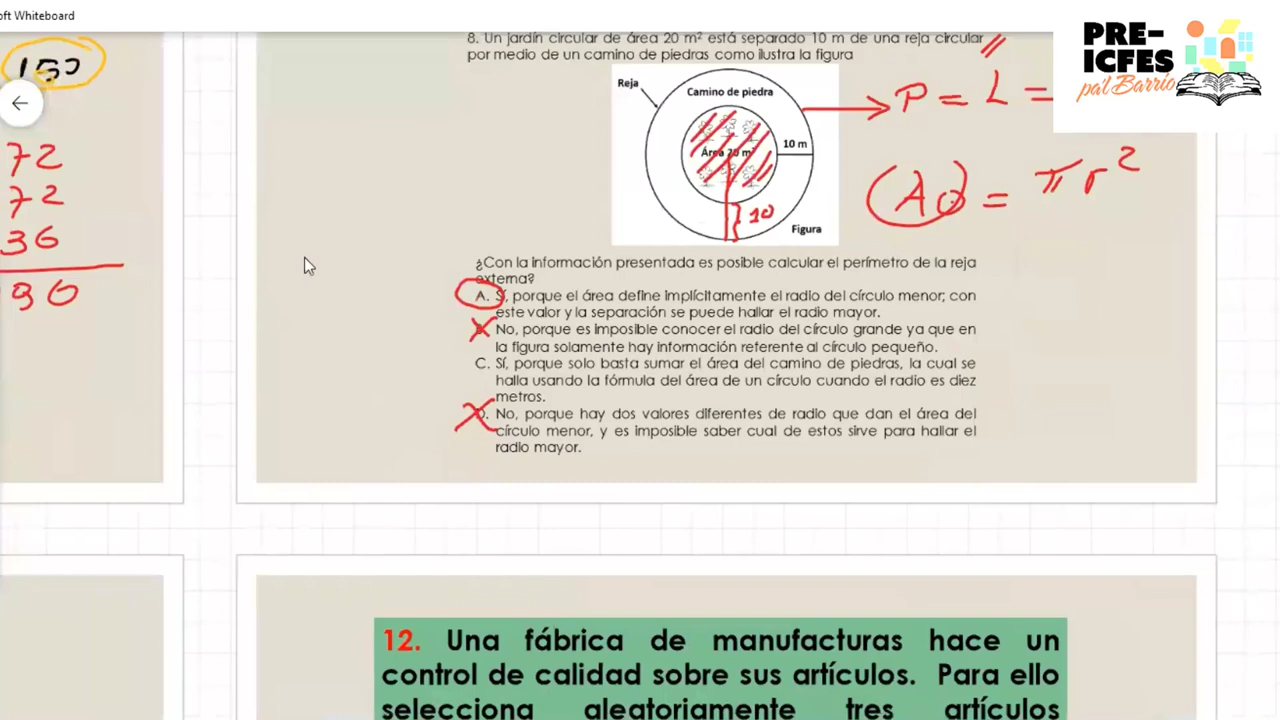 oft Whiteboard
150
72
72
36
90
8. Un jardín circular de área 20 m² está separado 10 m de una reja circular
por medio de un camino de piedras como ilustra la figura
Reja
Camino de piedra
Área 20 m²
10 m
10
Figura
P = L =
A = πr²
¿Con la información presentada es posible calcular el perímetro de la reja
externa?
A. Sí, porque el área define implícitamente el radio del círculo menor; con
este valor y la separación se puede hallar el radio mayor.
No, porque es imposible conocer el radio del círculo grande ya que en
la figura solamente hay información referente al círculo pequeño.
C. Sí, porque solo basta sumar el área del camino de piedras, la cual se
halla usando la fórmula del área de un círculo cuando el radio es diez
metros.
D. No, porque hay dos valores diferentes de radio que dan el área del
círculo menor, y es imposible saber cual de estos sirve para hallar el
radio mayor.
12. Una fábrica de manufacturas hace un
control de calidad sobre sus artículos. Para ello
selecciona aleatoriamente tres artículos
PRE-
ICFES
pa'l Barrio